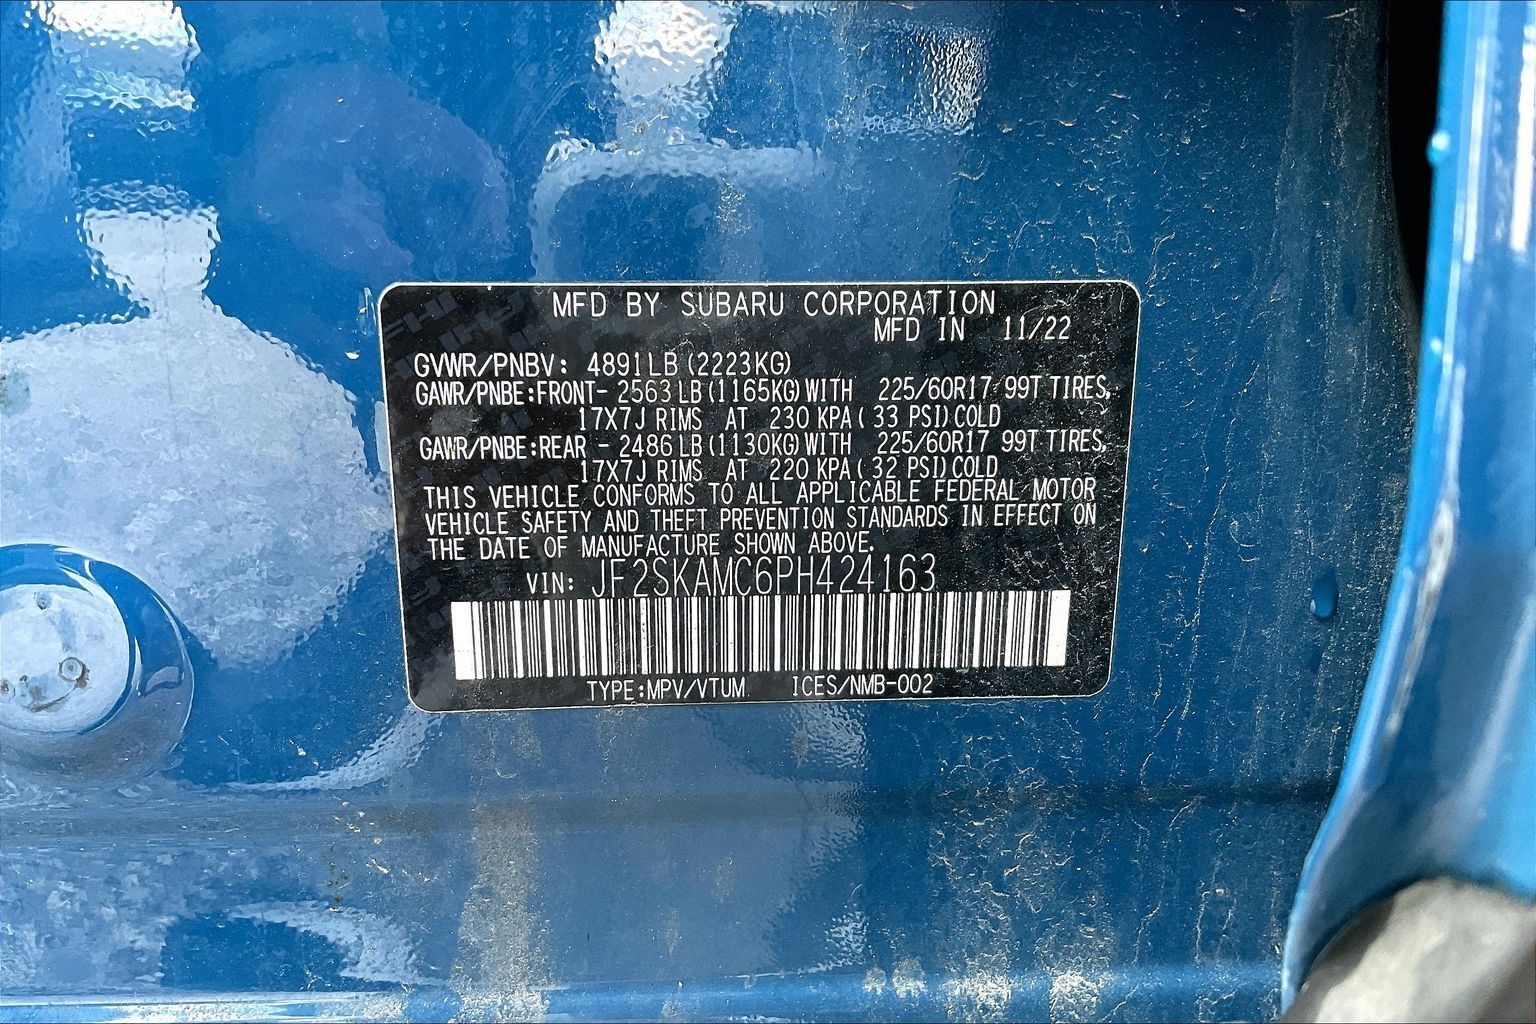 MFD BY SUBARU CORPORATION
MFD IN 11/22
GVWR/PNBV: 4891LB (2223KG)
GAWR/PNBE:FRONT- 2563 LB (1165KG) WITH 225/60R17 99T TIRES,
17X7J RIMS AT 230 KPA ( 33 PSI) COLD
GAWR/PNBE:REAR - 2486 LB (1130KG) WITH 225/60R17 99T TIRES,
17X7J RIMS AT 220 KPA ( 32 PSI) COLD
THIS VEHICLE CONFORMS TO ALL APPLICABLE FEDERAL MOTOR
VEHICLE SAFETY AND THEFT PREVENTION STANDARDS IN EFFECT ON
THE DATE OF MANUFACTURE SHOWN ABOVE.
VIN: JF2SKAMC6PH424163
TYPE:MPV/VTUM ICES/NMB-002